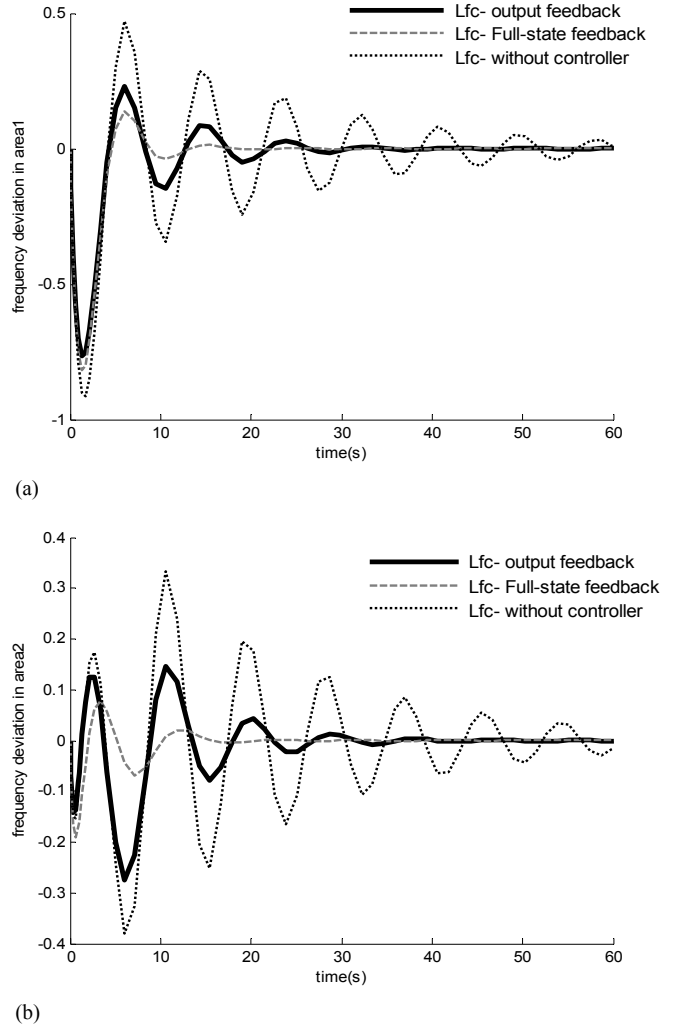 Lfc- output feedback
Lfc- Full-state feedback
Lfc- without controller
0.5
0
-0.5
-1
frequency deviation in area1
0 10 20 30 40 50 60
time(s)
(a)
Lfc- output feedback
Lfc- Full-state feedback
Lfc- without controller
0.4
0.3
0.2
0.1
0
-0.1
-0.2
-0.3
-0.4
frequency deviation in area2
0 10 20 30 40 50 60
time(s)
(b)